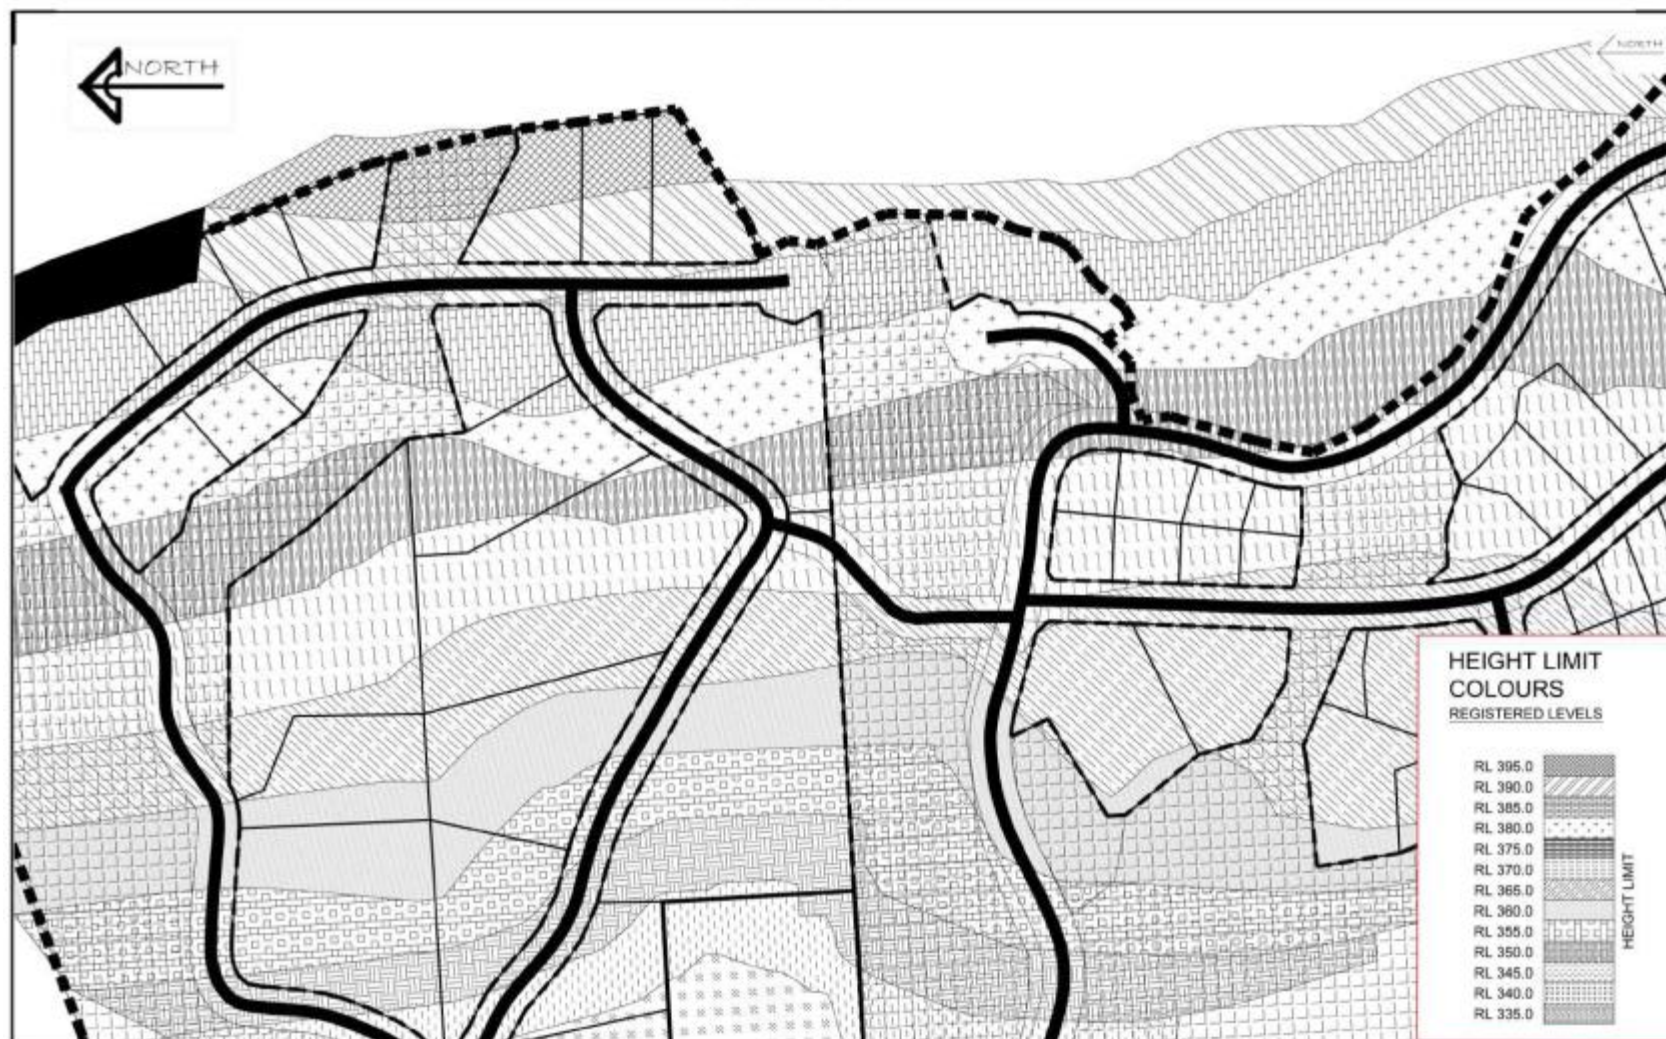 NORTH
NORTH
HEIGHT LIMIT
COLOURS
REGISTERED LEVELS
RL 395.0
RL 390.0
RL 385.0
RL 380.0
RL 375.0
RL 370.0
RL 365.0
RL 360.0
RL 355.0
RL 350.0
RL 345.0
RL 340.0
RL 335.0
HEIGHT LIMIT